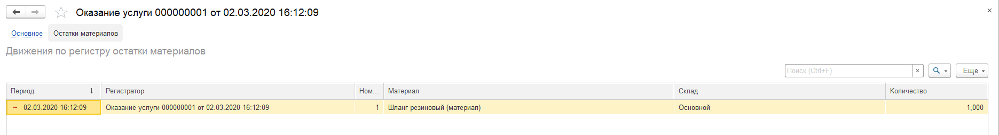 Оказание услуги 000000001 от 02.03.2020 16:12:09
Основное Остатки материалов
Движения по регистру остатки материалов
Поиск (Ctrl+F) × Еще
Период ↓ Регистратор Ном... Материал Склад Количество
02.03.2020 16:12:09 Оказание услуги 000000001 от 02.03.2020 16:12:09 1 Шланг резиновый (материал) Основной 1,000